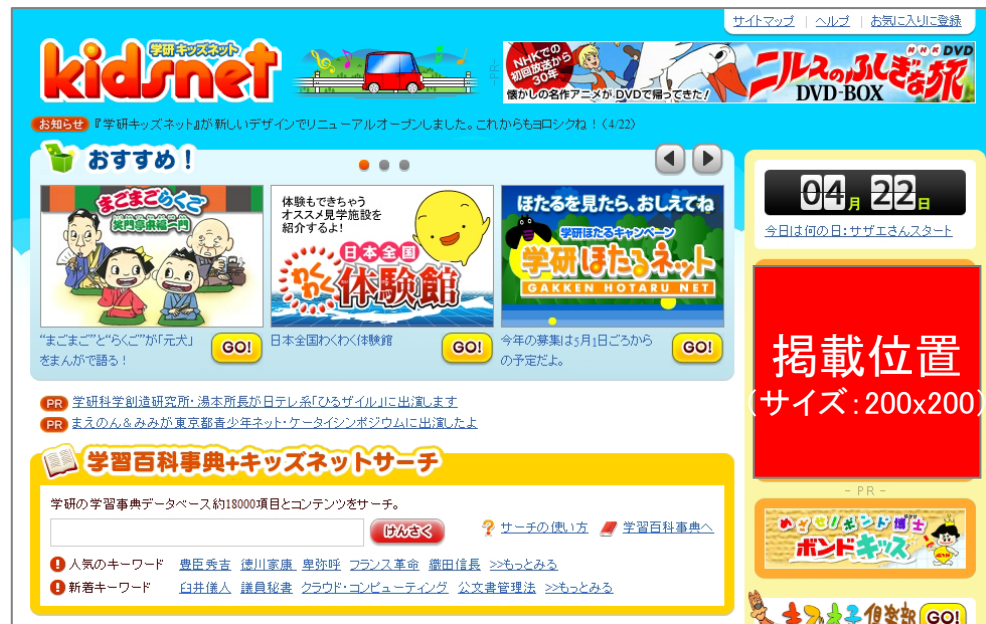 サイトマップ | ヘルプ | お気に入りに登録
学研キッズネット
kidsnet
-PR-
NHKでの
初回放送から
30年
懐かしの名作アニメが、DVDで帰ってきた!
NHK DVD
ニルスのふしぎな旅
DVD-BOX
お知らせ 『学研キッズネット』が新しいデザインでリニューアルオープンしました。これからもヨロシクね!(4/22)
おすすめ!
まごまごらくご
笑門亭来福一門
"まごまご"と"らくご"が「元犬」
をまんがで語る!
GO!
体験もできちゃう
オススメ見学施設を
紹介するよ!
日本全国
わくわく体験館
日本全国わくわく体験館
GO!
ほたるを見たら、おしえてね
学研ほたるキャンペーン
学研ほたるネット
GAKKEN HOTARU NET
今年の募集は5月1日ごろから
の予定だよ。
GO!
04月 22日
今日は何の日:サザエさんスタート
掲載位置
(サイズ:200x200)
- PR -
めざせ!ボンド博士
ボンドキッズ
PR 学研科学創造研究所・湯本所長が日テレ系「ひるザイル」に出演します
PR まえのん&みみが東京都青少年ネット・ケータイシンポジウムに出演したよ
学習百科事典+キッズネットサーチ
学研の学習事典データベース約18000項目とコンテンツをサーチ。
けんさく
? サーチの使い方 学習百科事典へ
! 人気のキーワード 豊臣秀吉 徳川家康 卑弥呼 フランス革命 織田信長 >>もっとみる
! 新着キーワード 臼井儀人 議員秘書 クラウド・コンピューティング 公文書管理法 >>もっとみる
倶楽部 GO!